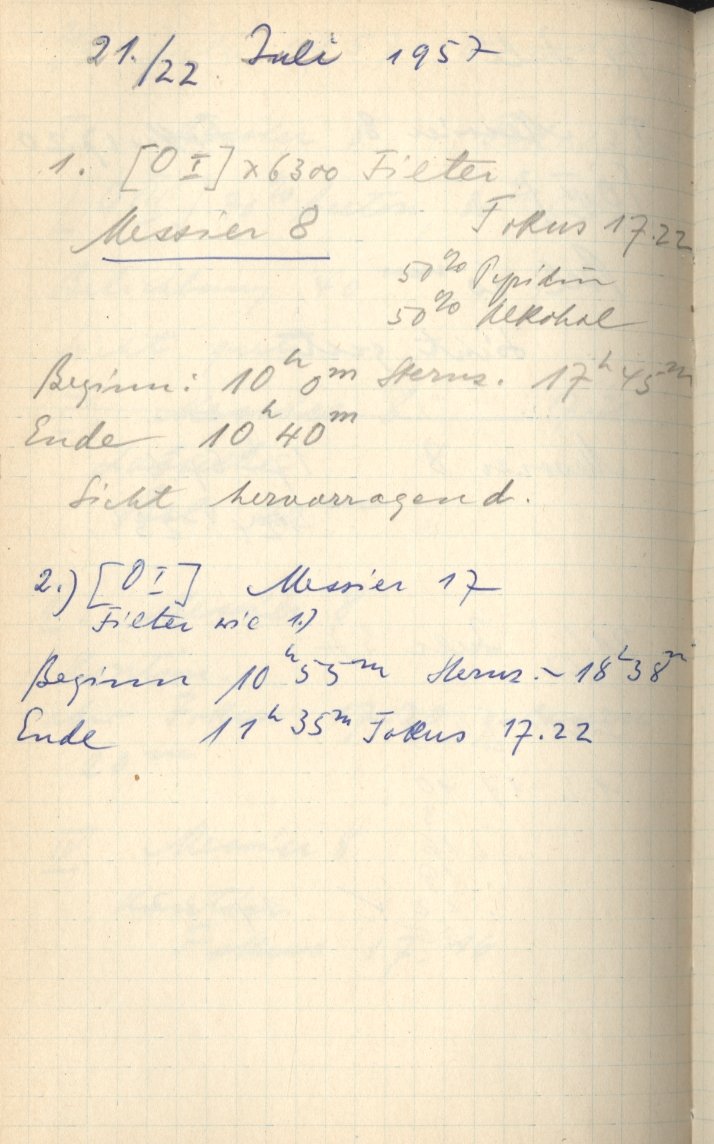 21./22. Juli 1957
1. [O I] λ 6300 Filter
Messier 8
Fokus 17.22
50% Pyridin
50% Alkohol
Beginn: 10h 0m Sternz. 17h 45m
Ende 10h 40m
Sicht hervorragend.
2.) [O I] Messier 17
Filter wie 1.)
Beginn 10h 55m Sternz. ~ 18h 38m
Ende 11h 35m Fokus 17.22